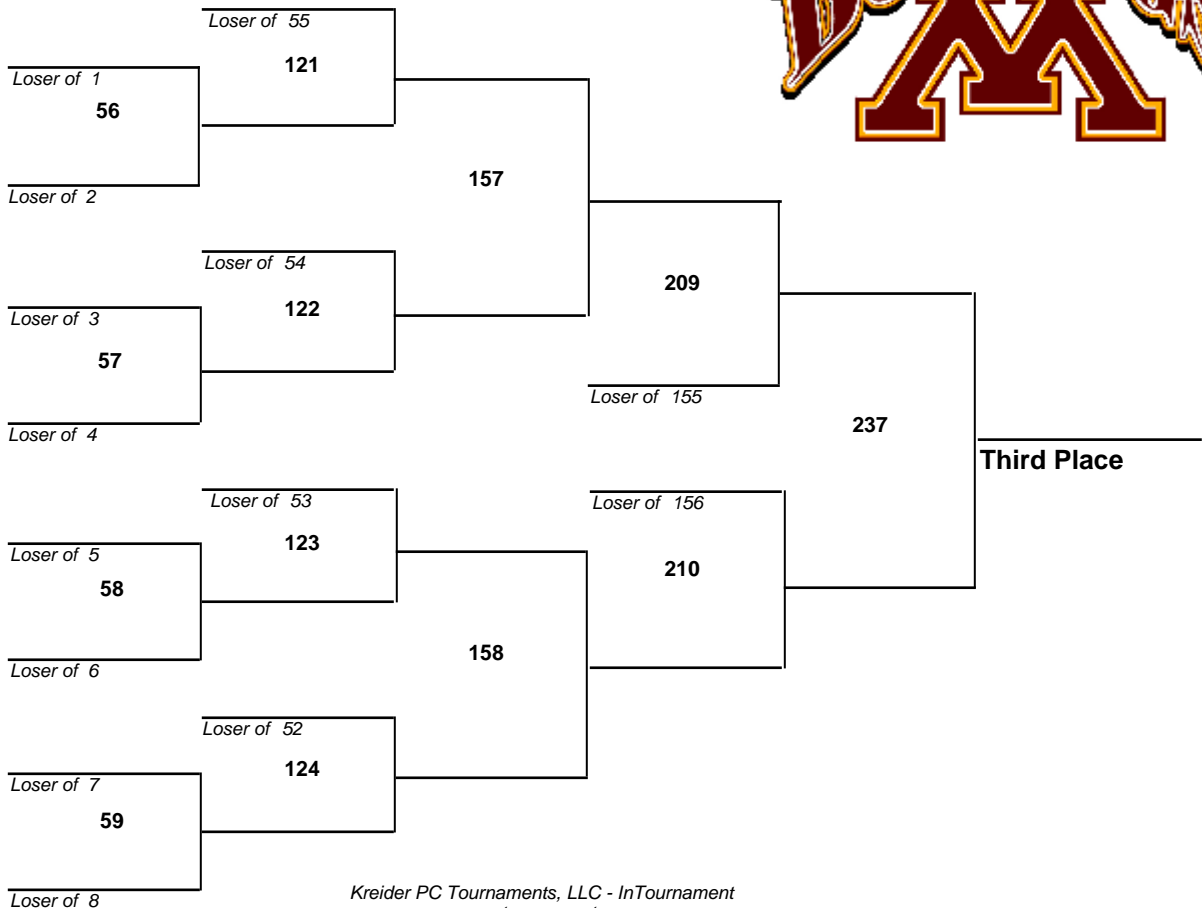 Loser of 55
121
Loser of 1
56
157
Loser of 2
Loser of 54
209
122
Loser of 3
57
Loser of 155
237
Loser of 4
Third Place
Loser of 53
Loser of 156
123
Loser of 5
210
58
158
Loser of 6
Loser of 52
124
Loser of 7
59
Loser of 8
Kreider PC Tournaments, LLC - InTournament